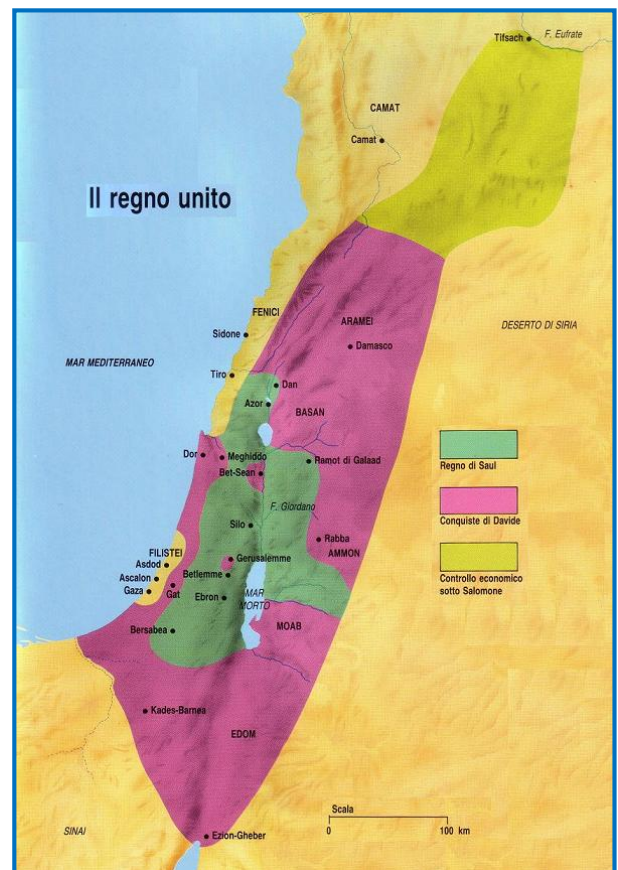 Tifsach
F. Eufrate
CAMAT
Camat
Il regno unito
FENICI
ARAMEI
DESERTO DI SIRIA
Sidone
Damasco
MAR MEDITERRANEO
Tiro
Dan
Azor
BASAN
Dor
Meghiddo
Ramot di Galaad
Bet-Sean
Regno di Saul
F. Giordano
Silo
Conquiste di Davide
Rabba
FILISTEI
AMMON
Asdod
Gerusalemme
Ascalon
Betlemme
Controllo economico
sotto Salomone
Gaza
Gat
Ebron
MAR
MORTO
Bersabea
MOAB
Kades-Barnea
EDOM
Scala
0
100 km
SINAI
Ezion-Gheber